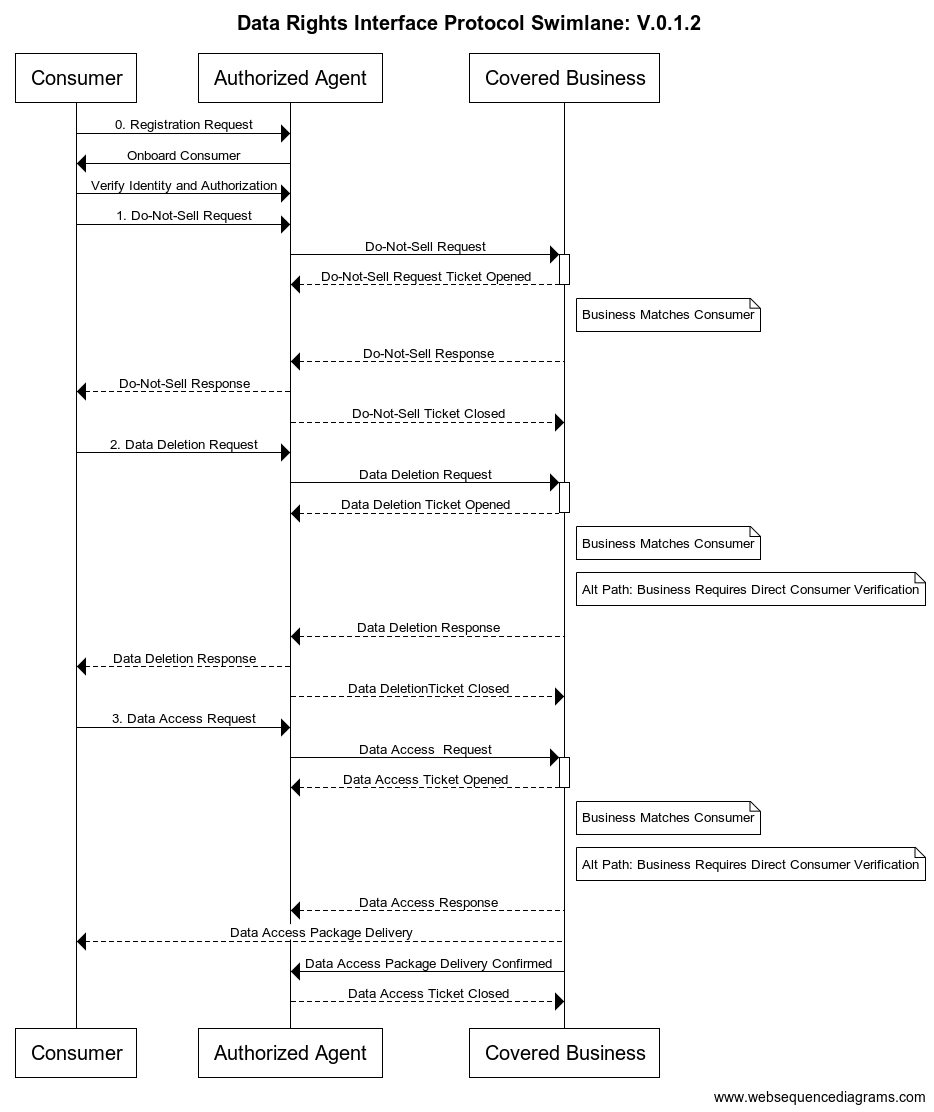 Data Rights Interface Protocol Swimlane: V.0.1.2
Consumer
Authorized Agent
Covered Business
0. Registration Request
Onboard Consumer
Verify Identity and Authorization
1. Do-Not-Sell Request
Do-Not-Sell Request
Do-Not-Sell Request Ticket Opened
Business Matches Consumer
Do-Not-Sell Response
Do-Not-Sell Response
Do-Not-Sell Ticket Closed
2. Data Deletion Request
Data Deletion Request
Data Deletion Ticket Opened
Business Matches Consumer
Alt Path: Business Requires Direct Consumer Verification
Data Deletion Response
Data Deletion Response
Data DeletionTicket Closed
3. Data Access Request
Data Access  Request
Data Access Ticket Opened
Business Matches Consumer
Alt Path: Business Requires Direct Consumer Verification
Data Access Response
Data Access Package Delivery
Data Access Package Delivery Confirmed
Data Access Ticket Closed
Consumer
Authorized Agent
Covered Business
www.websequencediagrams.com